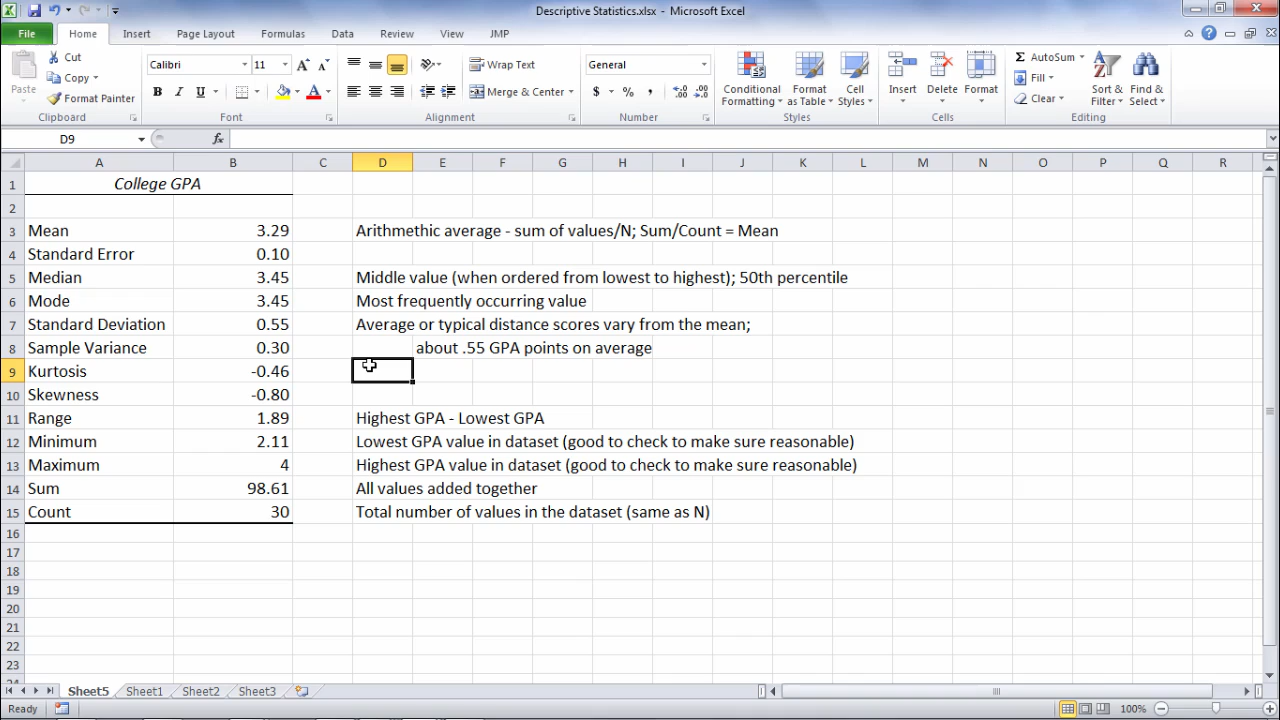 Descriptive Statistics.xlsx - Microsoft Excel
File Home Insert Page Layout Formulas Data Review View JMP
Paste Cut Copy Format Painter
Calibri 11
B I U A A A
Wrap Text
Merge & Center
General
$ % ,
Conditional Formatting Format as Table Cell Styles
Insert Delete Format
Σ AutoSum Fill Clear
Sort & Filter Find & Select
Clipboard Font Alignment Number Styles Cells Editing
D9 fx
A B C D E F G H I J K L M N O P Q R
1 College GPA
2
3 Mean 3.29 Arithmethic average - sum of values/N; Sum/Count = Mean
4 Standard Error 0.10
5 Median 3.45 Middle value (when ordered from lowest to highest); 50th percentile
6 Mode 3.45 Most frequently occurring value
7 Standard Deviation 0.55 Average or typical distance scores vary from the mean;
8 Sample Variance 0.30 about .55 GPA points on average
9 Kurtosis -0.46
10 Skewness -0.80
11 Range 1.89 Highest GPA - Lowest GPA
12 Minimum 2.11 Lowest GPA value in dataset (good to check to make sure reasonable)
13 Maximum 4 Highest GPA value in dataset (good to check to make sure reasonable)
14 Sum 98.61 All values added together
15 Count 30 Total number of values in the dataset (same as N)
16
17
18
19
20
21
22
23
Sheet5 Sheet1 Sheet2 Sheet3
Ready 100%